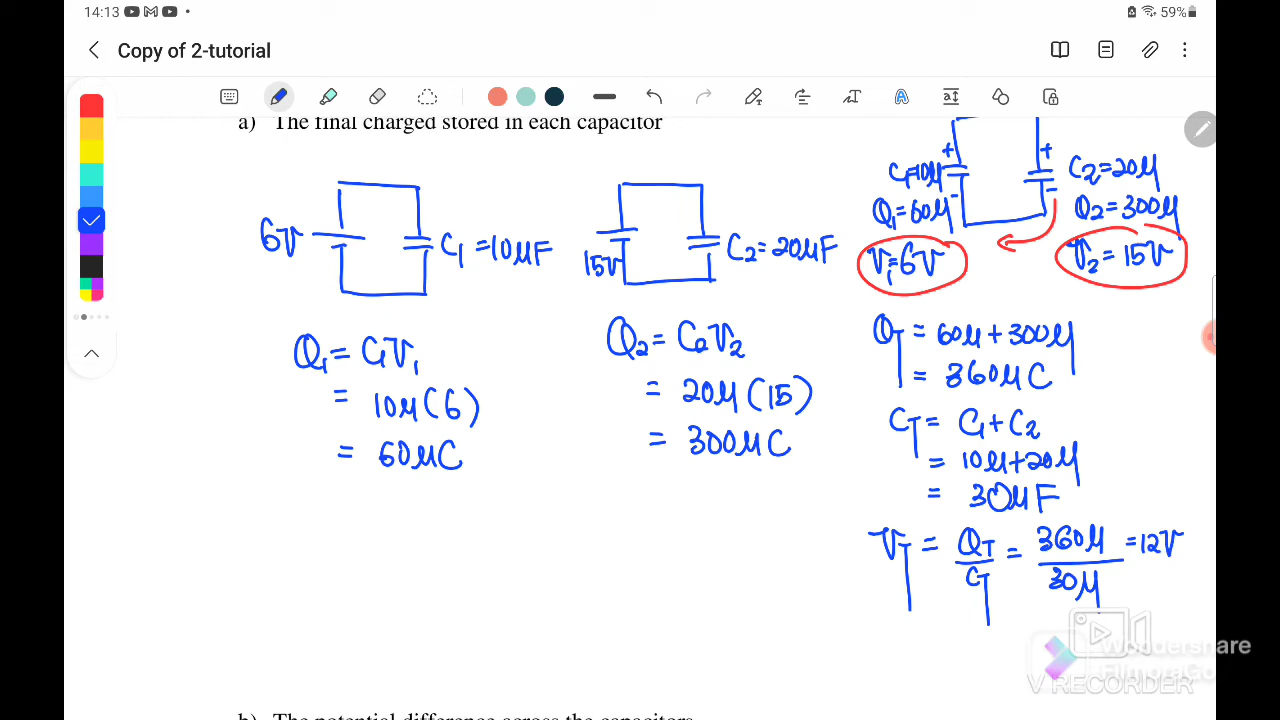 14:13
59%
Copy of 2-tutorial
a) The final charged stored in each capacitor
6V
C1 = 10μF
15V
C2 = 20μF
C1=10μ
Q1=60μ
V1=6V
C2=20μ
Q2=300μ
V2=15V
Q1 = C1V1
= 10μ(6)
= 60μC
Q2 = C2V2
= 20μ(15)
= 300μC
QT = 60μ+300μ
= 360μC
CT = C1+C2
= 10μ+20μ
= 30μF
VT = QT/CT = 360μ/30μ = 12V
Wondershare
FilmoraGo
V RECORDER
b) The potential difference across the capacitors